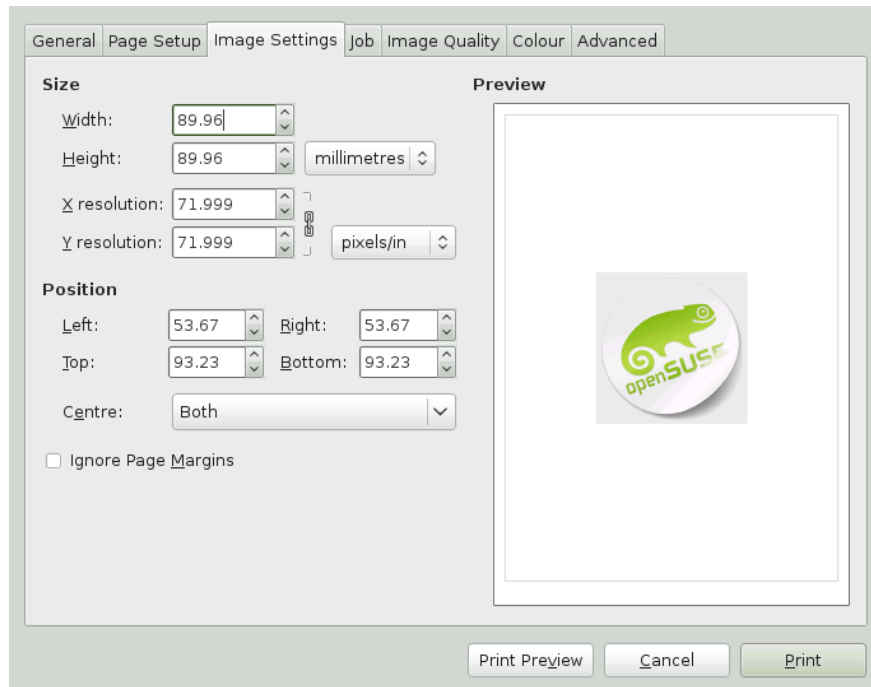 General Page Setup Image Settings Job Image Quality Colour Advanced
Size
Width: 89.96
Height: 89.96 millimetres
X resolution: 71.999
Y resolution: 71.999 pixels/in
Position
Left: 53.67 Right: 53.67
Top: 93.23 Bottom: 93.23
Centre: Both
Ignore Page Margins
Preview
openSUSE
Print Preview Cancel Print